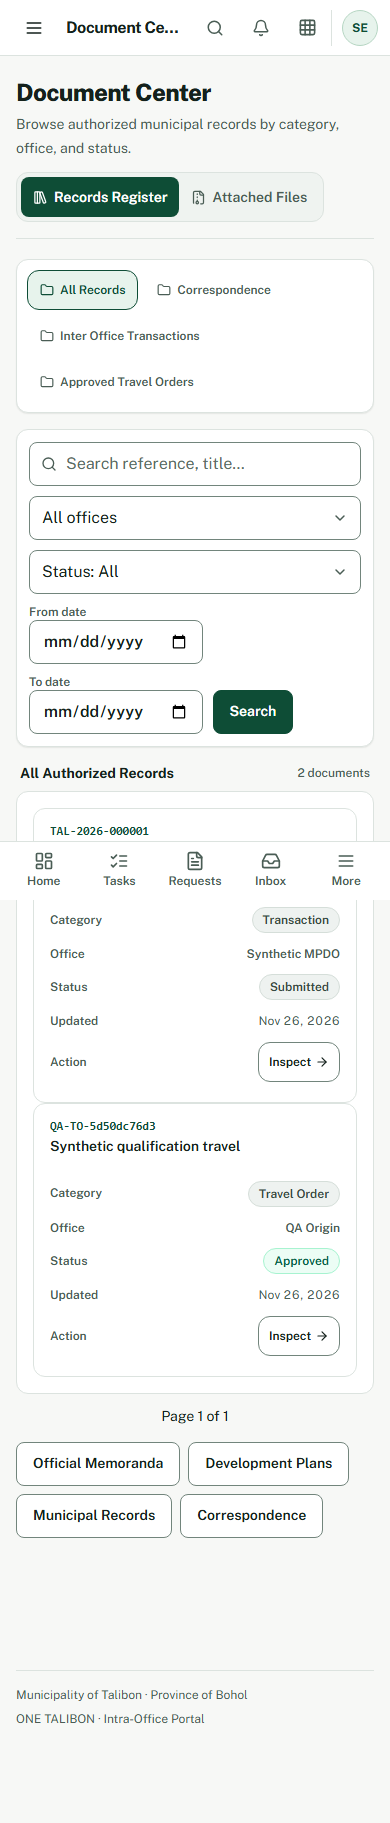 Document Ce...
SE
Document Center
Browse authorized municipal records by category,
office, and status.
Records Register
Attached Files
All Records
Correspondence
Inter Office Transactions
Approved Travel Orders
Search reference, title...
All offices
Status: All
From date
mm/dd/yyyy
To date
mm/dd/yyyy
Search
All Authorized Records
2 documents
TAL-2026-000001
Home
Tasks
Requests
Inbox
More
Category
Transaction
Office
Synthetic MPDO
Status
Submitted
Updated
Nov 26, 2026
Action
Inspect →
QA-TO-5d50dc76d3
Synthetic qualification travel
Category
Travel Order
Office
QA Origin
Status
Approved
Updated
Nov 26, 2026
Action
Inspect →
Page 1 of 1
Official Memoranda
Development Plans
Municipal Records
Correspondence
Municipality of Talibon · Province of Bohol
ONE TALIBON · Intra-Office Portal